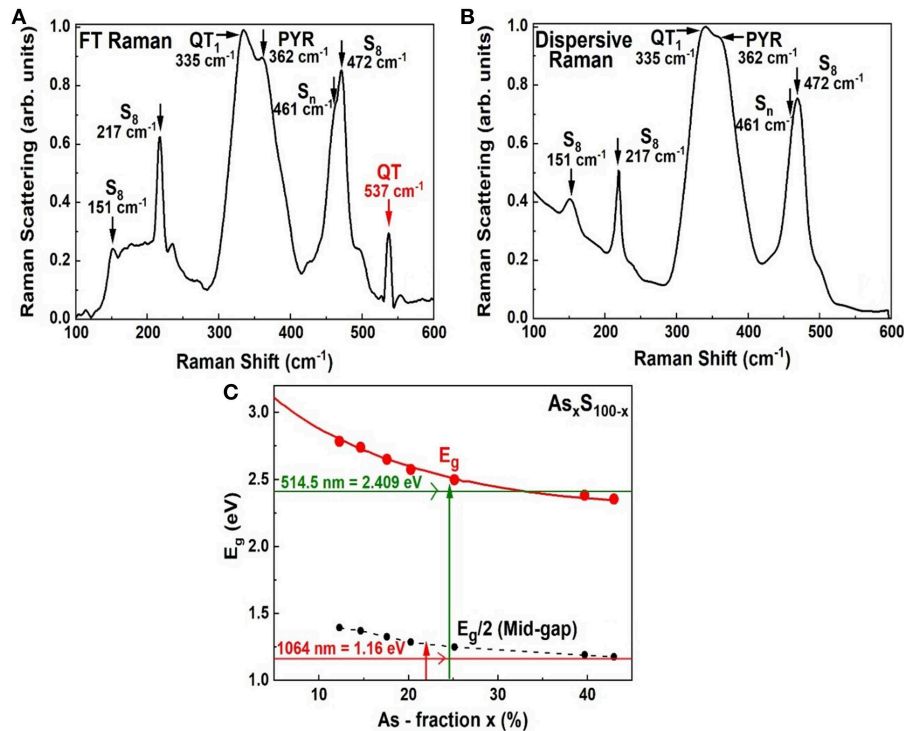 A
FT Raman
QT₁
335 cm⁻¹
PYR
362 cm⁻¹
S₈
472 cm⁻¹
Sₙ
461 cm⁻¹
S₈
217 cm⁻¹
S₈
151 cm⁻¹
QT
537 cm⁻¹
1.0
0.8
0.6
0.4
0.2
0.0
100 200 300 400 500 600
Raman Shift (cm⁻¹)
Raman Scattering (arb. units)
B
Dispersive
Raman
QT₁
335 cm⁻¹
PYR
362 cm⁻¹
S₈
472 cm⁻¹
Sₙ
461 cm⁻¹
S₈
151 cm⁻¹
S₈
217 cm⁻¹
1.0
0.8
0.6
0.4
0.2
0.0
100 200 300 400 500 600
Raman Shift (cm⁻¹)
Raman Scattering (arb. units)
C
AsₓS₁₀₀₋ₓ
E_g
514.5 nm = 2.409 eV
E_g/2 (Mid-gap)
1064 nm = 1.16 eV
3.0
2.5
2.0
1.5
1.0
E_g (eV)
10 20 30 40
As - fraction x (%)